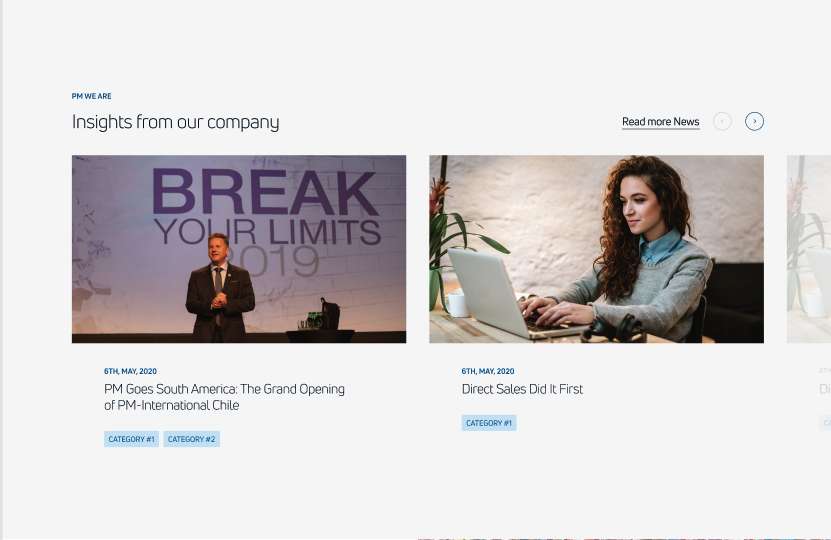 PM WE ARE
Insights from our company
Read more News
BREAK
YOUR LIMITS
2019
6TH, MAY, 2020
PM Goes South America: The Grand Opening
of PM-International Chile
CATEGORY #1 CATEGORY #2
6TH, MAY, 2020
Direct Sales Did It First
CATEGORY #1